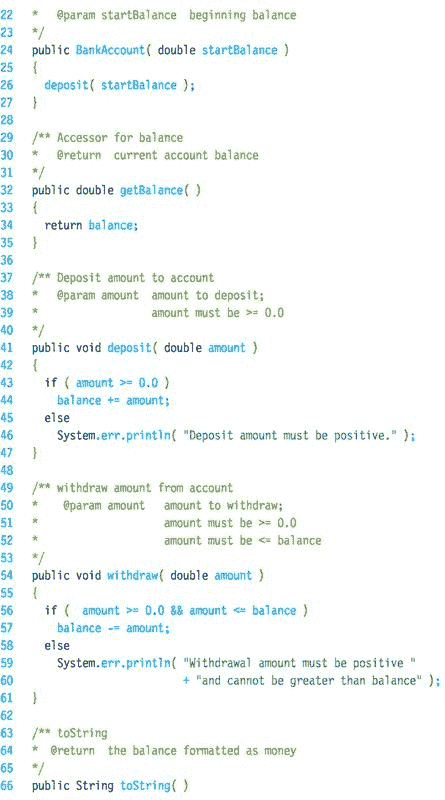 22 * @param startBalance beginning balance
23 */
24 public BankAccount( double startBalance )
25 {
26 deposit( startBalance );
27 }
28
29 /** Accessor for balance
30 * @return current account balance
31 */
32 public double getBalance( )
33 {
34 return balance;
35 }
36
37 /** Deposit amount to account
38 * @param amount amount to deposit;
39 * amount must be >= 0.0
40 */
41 public void deposit( double amount )
42 {
43 if ( amount >= 0.0 )
44 balance += amount;
45 else
46 System.err.println( "Deposit amount must be positive." );
47 }
48
49 /** withdraw amount from account
50 * @param amount amount to withdraw;
51 * amount must be >= 0.0
52 * amount must be <= balance
53 */
54 public void withdraw( double amount )
55 {
56 if ( amount >= 0.0 && amount <= balance )
57 balance -= amount;
58 else
59 System.err.println( "Withdrawal amount must be positive "
60 + "and cannot be greater than balance" );
61 }
62
63 /** toString
64 * @return the balance formatted as money
65 */
66 public String toString( )